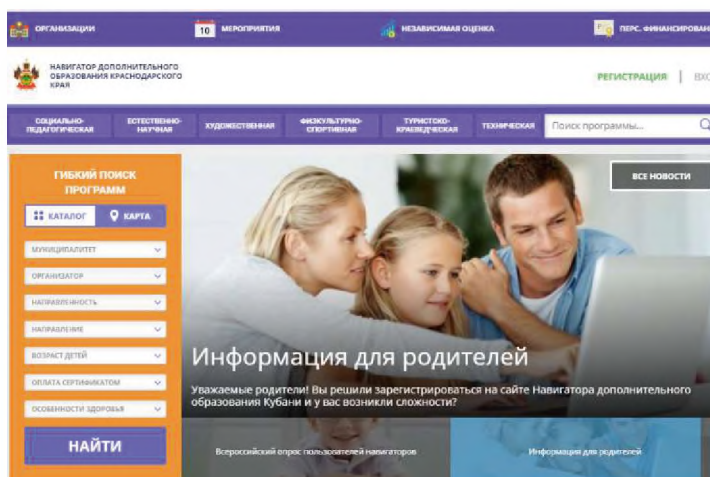 ОРГАНИЗАЦИИ
10 МЕРОПРИЯТИЯ
НЕЗАВИСИМАЯ ОЦЕНКА
ПЕРС. ФИНАНСИРОВАН
НАВИГАТОР ДОПОЛНИТЕЛЬНОГО
ОБРАЗОВАНИЯ КРАСНОДАРСКОГО
КРАЯ
РЕГИСТРАЦИЯ | ВХО
СОЦИАЛЬНО-
ПЕДАГОГИЧЕСКАЯ
ЕСТЕСТВЕННО-
НАУЧНАЯ
ХУДОЖЕСТВЕННАЯ
ФИЗКУЛЬТУРНО-
СПОРТИВНАЯ
ТУРИСТСКО-
КРАЕВЕДЧЕСКАЯ
ТЕХНИЧЕСКАЯ
Поиск программы...
ГИБКИЙ ПОИСК
ПРОГРАММ
КАТАЛОГ
КАРТА
МУНИЦИПАЛИТЕТ
ОРГАНИЗАТОР
НАПРАВЛЕННОСТЬ
НАПРАВЛЕНИЕ
ВОЗРАСТ ДЕТЕЙ
ОПЛАТА СЕРТИФИКАТОМ
ОСОБЕННОСТИ ЗДОРОВЬЯ
НАЙТИ
ВСЕ НОВОСТИ
Информация для родителей
Уважаемые родители! Вы решили зарегистрироваться на сайте Навигатора дополнительного
образования Кубани и у вас возникли сложности?
Всероссийский опрос пользователей навигаторов
Информация для родителей